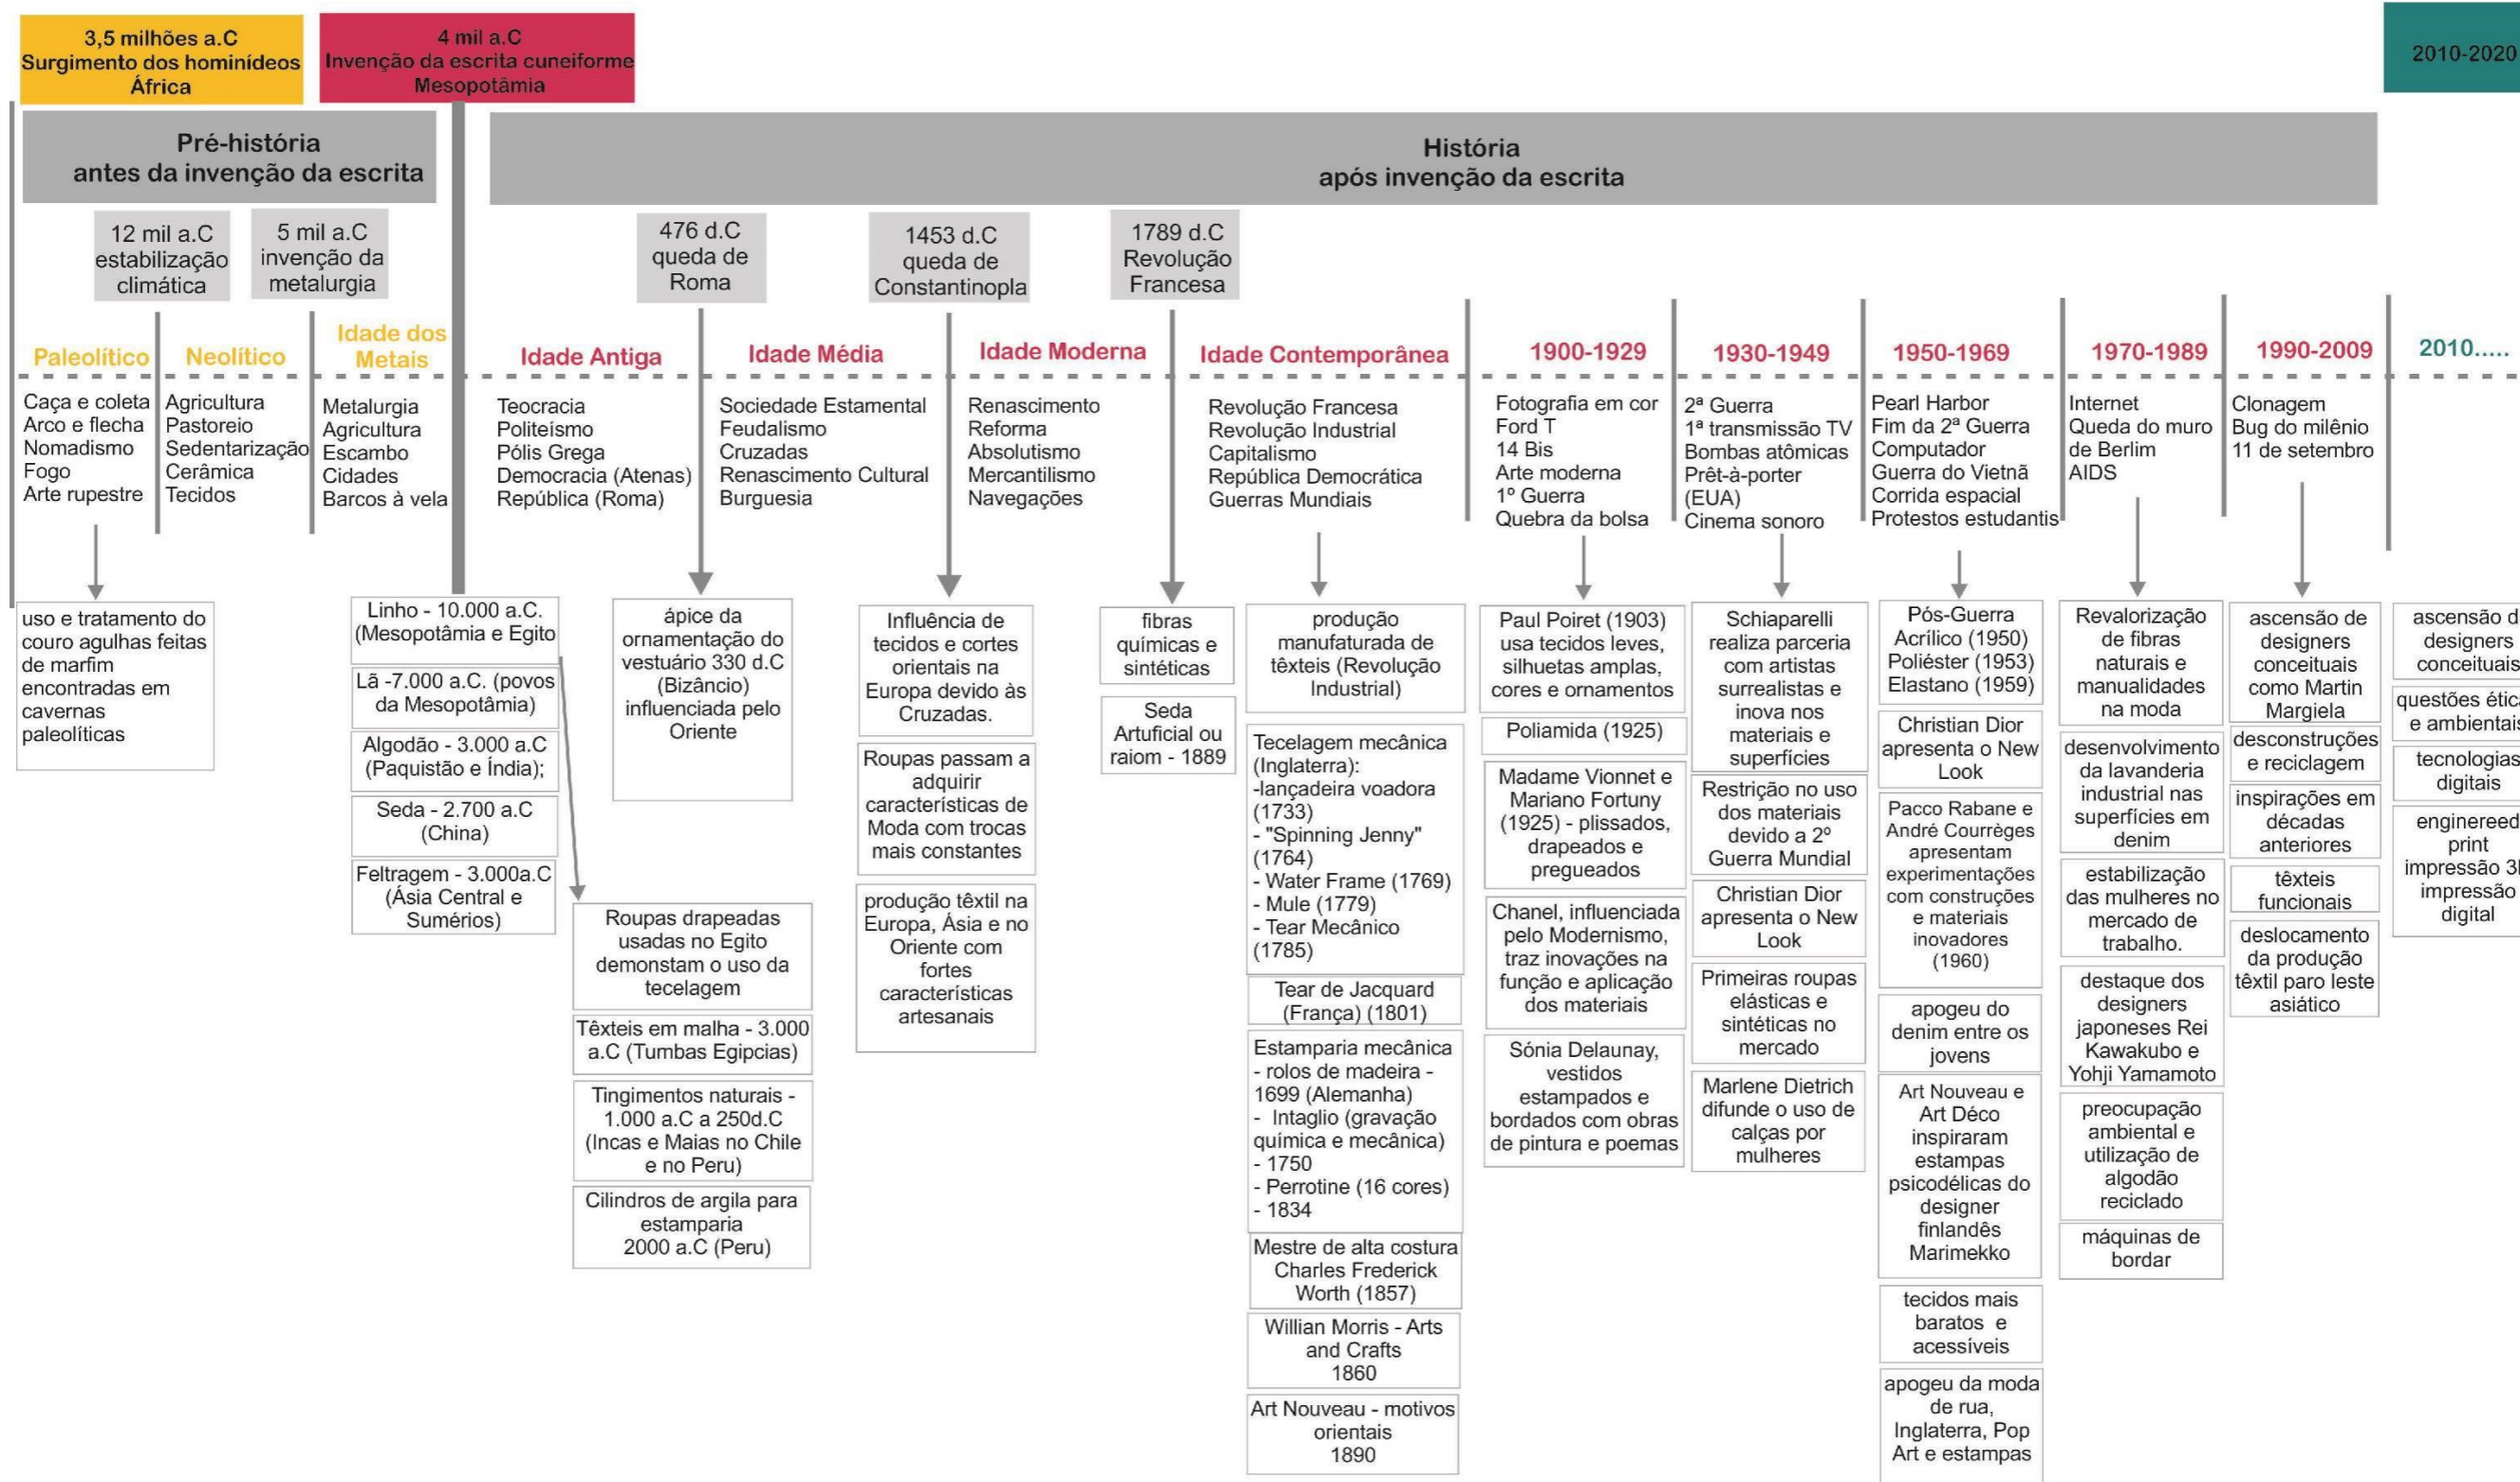 3,5 milhões a.C
Surgimento dos hominídeos
África
4 mil a.C
Invenção da escrita cuneiforme
Mesopotâmia
2010-2020
Pré-história
antes da invenção da escrita
História
após invenção da escrita
12 mil a.C
estabilização
climática
5 mil a.C
invenção da
metalurgia
476 d.C
queda de
Roma
1453 d.C
queda de
Constantinopla
1789 d.C
Revolução
Francesa
Paleolítico
Neolítico
Idade dos
Metais
Idade Antiga
Idade Média
Idade Moderna
Idade Contemporânea
1900-1929
1930-1949
1950-1969
1970-1989
1990-2009
2010.....
Caça e coleta
Arco e flecha
Nomadismo
Fogo
Arte rupestre
Agricultura
Pastoreio
Sedentarização
Cerâmica
Tecidos
Metalurgia
Agricultura
Escambo
Cidades
Barcos à vela
Teocracia
Politeísmo
Pólis Grega
Democracia (Atenas)
República (Roma)
Sociedade Estamental
Feudalismo
Cruzadas
Renascimento Cultural
Burguesia
Renascimento
Reforma
Absolutismo
Mercantilismo
Navegações
Revolução Francesa
Revolução Industrial
Capitalismo
República Democrática
Guerras Mundiais
Fotografia em cor
Ford T
14 Bis
Arte moderna
1º Guerra
Quebra da bolsa
2ª Guerra
1ª transmissão TV
Bombas atômicas
Prêt-à-porter
(EUA)
Cinema sonoro
Pearl Harbor
Fim da 2ª Guerra
Computador
Guerra do Vietnã
Corrida espacial
Protestos estudantis
Internet
Queda do muro
de Berlim
AIDS
Clonagem
Bug do milênio
11 de setembro
uso e tratamento do
couro agulhas feitas
de marfim
encontradas em
cavernas
paleolíticas
Linho - 10.000 a.C.
(Mesopotâmia e Egito
Lã -7.000 a.C. (povos
da Mesopotâmia)
Algodão - 3.000 a.C
(Paquistão e Índia);
Seda - 2.700 a.C
(China)
Feltragem - 3.000a.C
(Ásia Central e
Sumérios)
ápice da
ornamentação do
vestuário 330 d.C
(Bizâncio)
influenciada pelo
Oriente
Roupas drapeadas
usadas no Egito
demonstam o uso da
tecelagem
Têxteis em malha - 3.000
a.C (Tumbas Egipcias)
Tingimentos naturais -
1.000 a.C a 250d.C
(Incas e Maias no Chile
e no Peru)
Cilindros de argila para
estamparia
2000 a.C (Peru)
Influência de
tecidos e cortes
orientais na
Europa devido às
Cruzadas.
Roupas passam a
adquirir
características de
Moda com trocas
mais constantes
produção têxtil na
Europa, Ásia e no
Oriente com
fortes
características
artesanais
fibras
químicas e
sintéticas
Seda
Artuficial ou
raiom - 1889
produção
manufaturada de
têxteis (Revolução
Industrial)
Tecelagem mecânica
(Inglaterra):
-lançadeira voadora
(1733)
- "Spinning Jenny"
(1764)
- Water Frame (1769)
- Mule (1779)
- Tear Mecânico
(1785)
Tear de Jacquard
(França) (1801)
Estamparia mecânica
- rolos de madeira -
1699 (Alemanha)
- Intaglio (gravação
química e mecânica)
- 1750
- Perrotine (16 cores)
- 1834
Mestre de alta costura
Charles Frederick
Worth (1857)
Willian Morris - Arts
and Crafts
1860
Art Nouveau - motivos
orientais
1890
Paul Poiret (1903)
usa tecidos leves,
silhuetas amplas,
cores e ornamentos
Poliamida (1925)
Madame Vionnet e
Mariano Fortuny
(1925) - plissados,
drapeados e
pregueados
Chanel, influenciada
pelo Modernismo,
traz inovações na
função e aplicação
dos materiais
Sónia Delaunay,
vestidos
estampados e
bordados com obras
de pintura e poemas
Schiaparelli
realiza parceria
com artistas
surrealistas e
inova nos
materiais e
superfícies
Restrição no uso
dos materiais
devido a 2º
Guerra Mundial
Christian Dior
apresenta o New
Look
Primeiras roupas
elásticas e
sintéticas no
mercado
Marlene Dietrich
difunde o uso de
calças por
mulheres
Pós-Guerra
Acrílico (1950)
Poliéster (1953)
Elastano (1959)
Christian Dior
apresenta o New
Look
Pacco Rabane e
André Courrèges
apresentam
experimentações
com construções
e materiais
inovadores
(1960)
apogeu do
denim entre os
jovens
Art Nouveau e
Art Déco
inspiraram
estampas
psicodélicas do
designer
finlandês
Marimekko
tecidos mais
baratos e
acessíveis
apogeu da moda
de rua,
Inglaterra, Pop
Art e estampas
Revalorização
de fibras
naturais e
manualidades
na moda
desenvolvimento
da lavanderia
industrial nas
superfícies em
denim
estabilização
das mulheres no
mercado de
trabalho.
destaque dos
designers
japoneses Rei
Kawakubo e
Yohji Yamamoto
preocupação
ambiental e
utilização de
algodão
reciclado
máquinas de
bordar
ascensão de
designers
conceituais
como Martin
Margiela
desconstruções
e reciclagem
inspirações em
décadas
anteriores
têxteis
funcionais
deslocamento
da produção
têxtil paro leste
asiático
ascensão d
designers
conceituais
questões étic
e ambientais
tecnologias
digitais
enginereed
print
impressão 3
impressão
digital